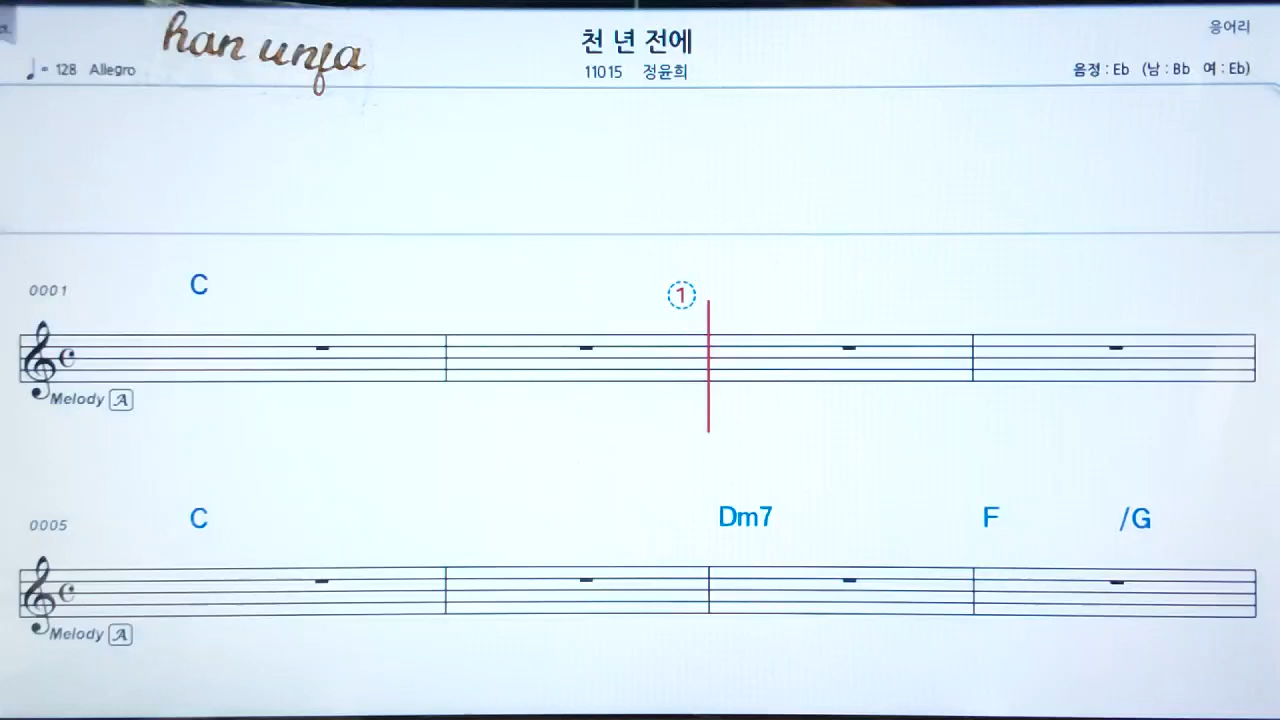 han unfa
천 년 전에
응어리
♩ = 128 Allegro
11015 정윤희
음정 : Eb (남 : Bb 여 : Eb)
0001
C
1
Melody A
0005
C Dm7 F /G
Melody A